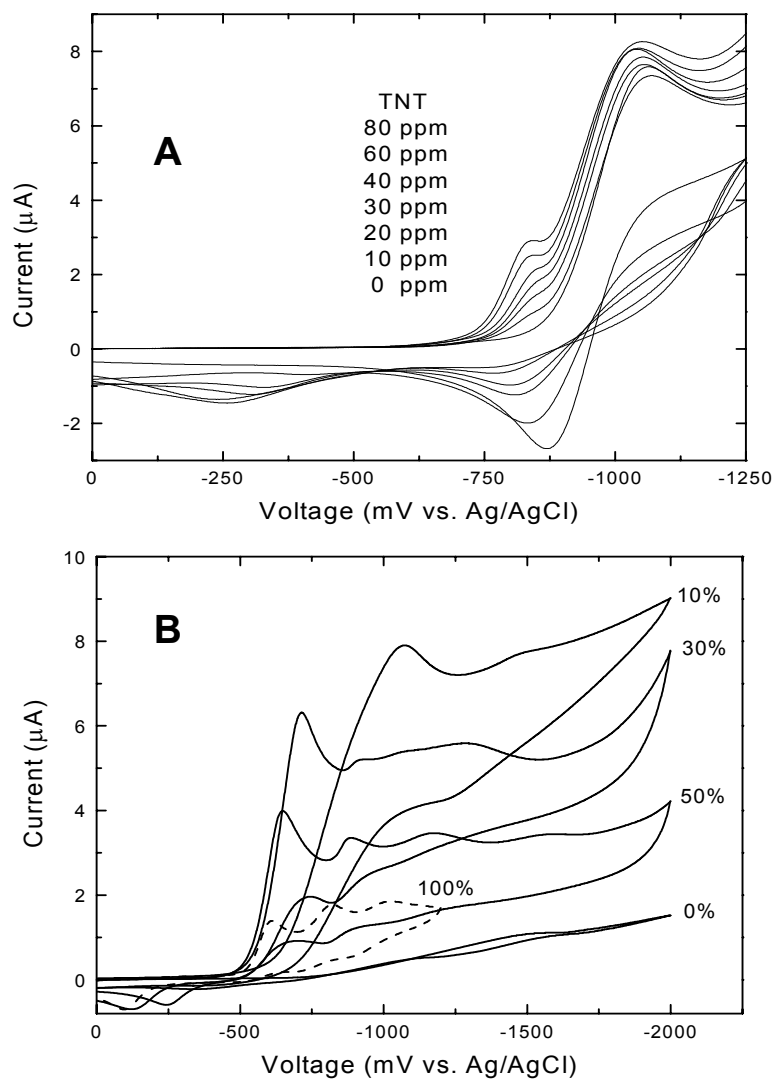 8
6
4
2
0
-2
Current (μA)
A
TNT
80 ppm
60 ppm
40 ppm
30 ppm
20 ppm
10 ppm
0 ppm
0 -250 -500 -750 -1000 -1250
Voltage (mV vs. Ag/AgCl)
10
8
6
4
2
0
Current (μA)
B
10%
30%
50%
100%
0%
0 -500 -1000 -1500 -2000
Voltage (mV vs. Ag/AgCl)